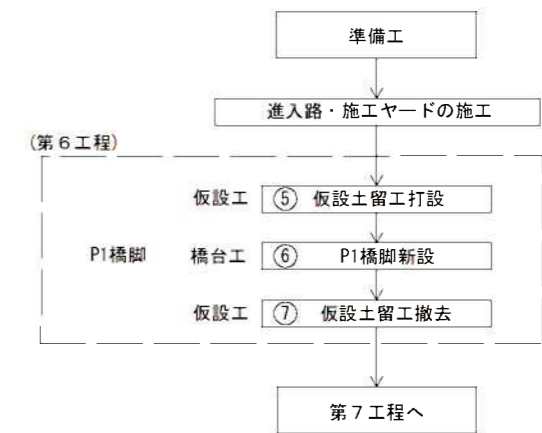 準備工
進入路・施工ヤードの施工
(第6工程)
仮設工 ⑤ 仮設土留工打設
P1橋脚 橋台工 ⑥ P1橋脚新設
仮設工 ⑦ 仮設土留工撤去
第7工程へ